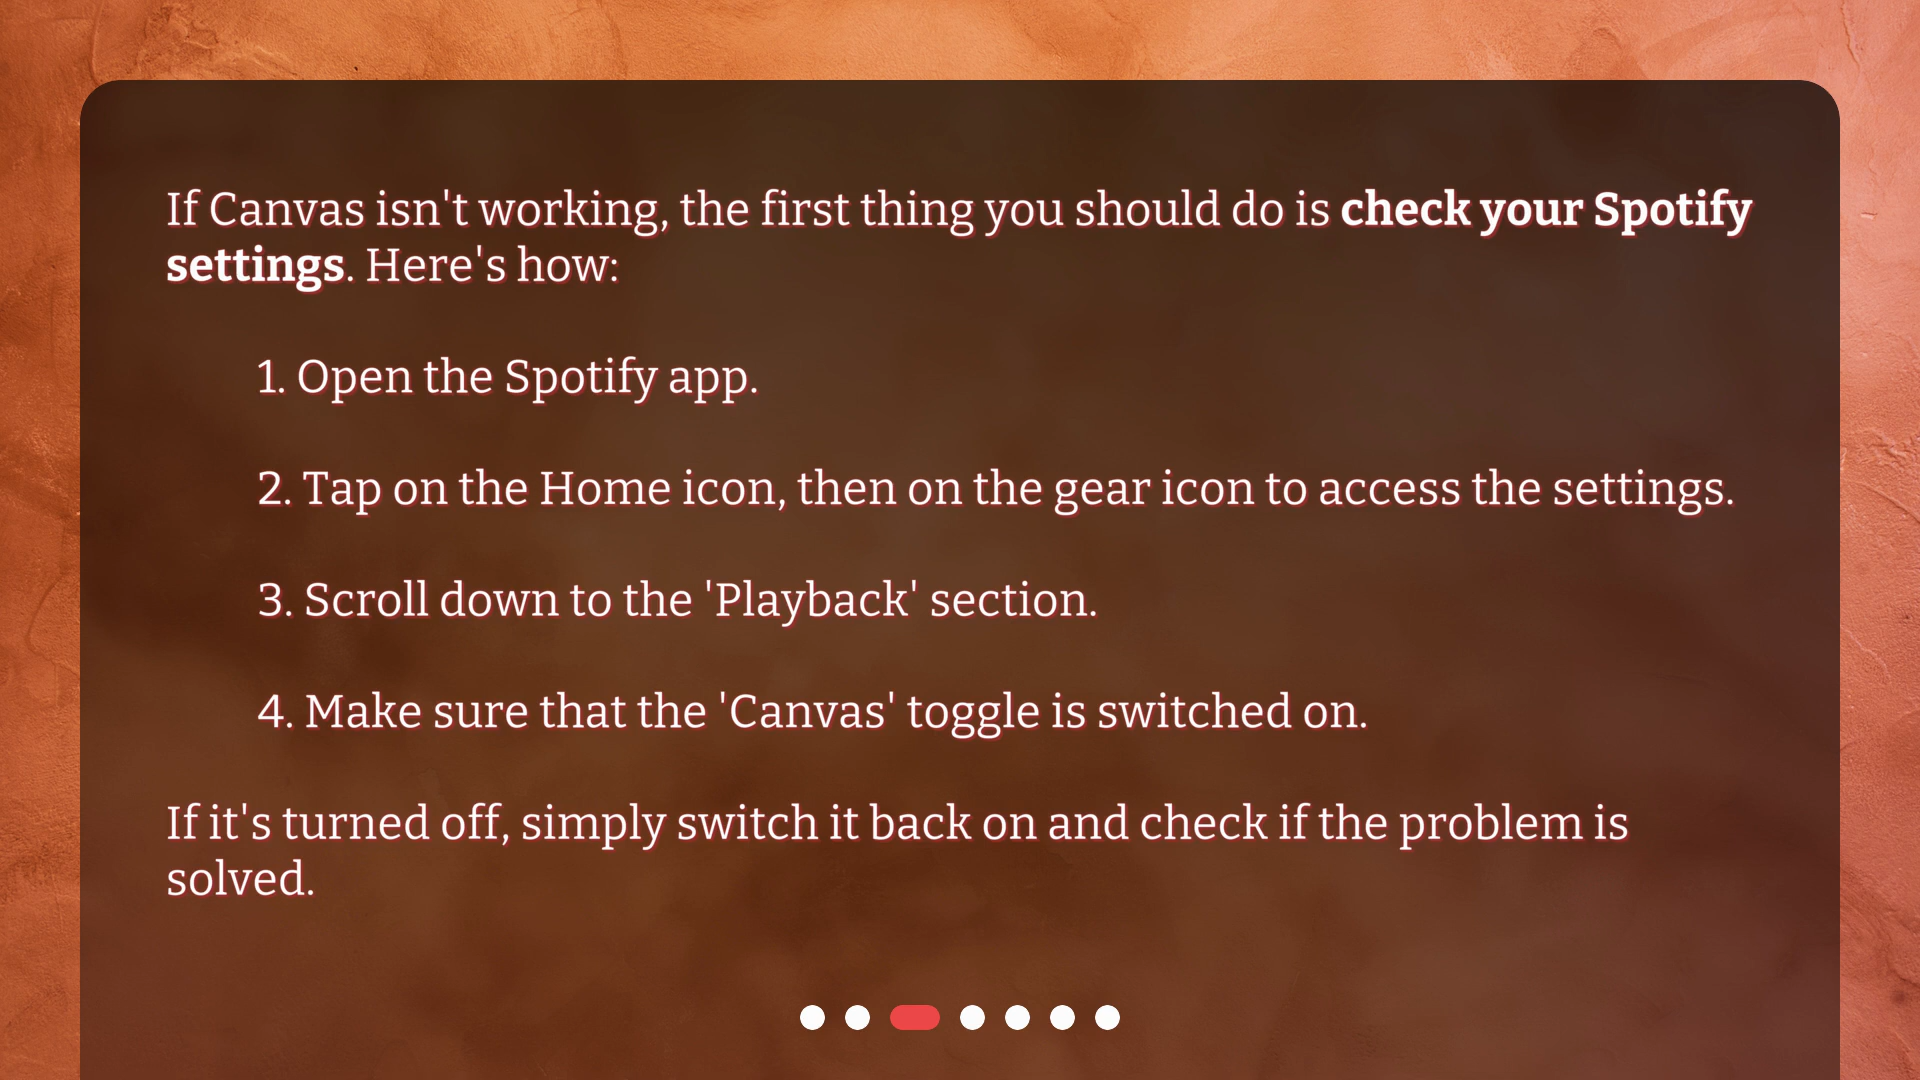 If Canvas isn't working, the first thing you should do is check your Spotify
settings. Here's how:
1. Open the Spotify app.
2. Tap on the Home icon, then on the gear icon to access the settings.
3. Scroll down to the 'Playback' section.
4. Make sure that the 'Canvas' toggle is switched on.
If it's turned off, simply switch it back on and check if the problem is
solved.